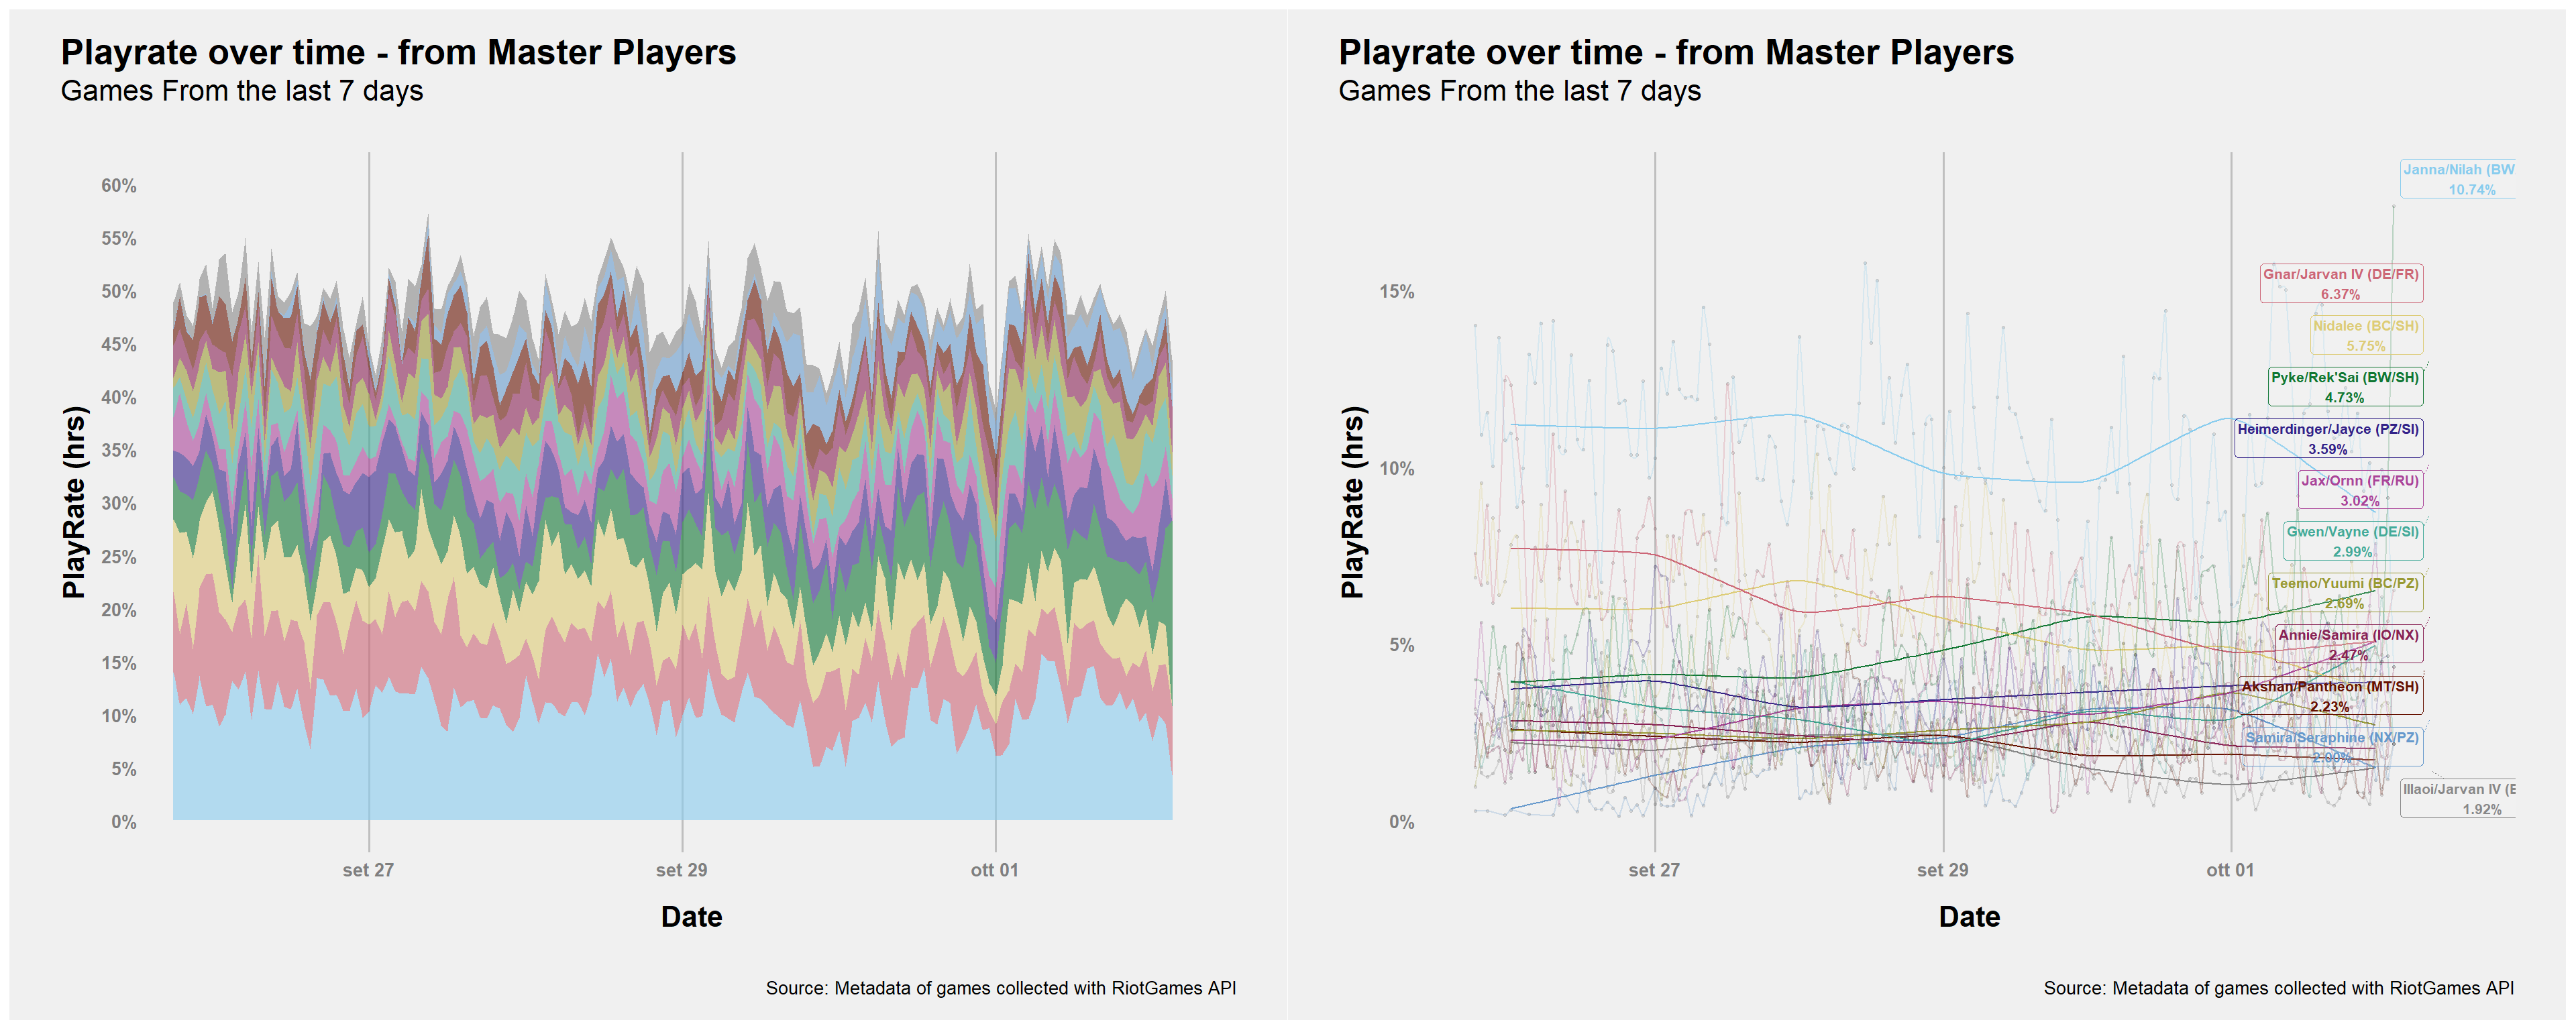 Playrate over time - from Master Players
Games From the last 7 days
60%
55%
50%
45%
40%
35%
30%
25%
20%
15%
10%
5%
0%
PlayRate (hrs)
set 27
set 29
ott 01
Date
Source: Metadata of games collected with RiotGames API
Playrate over time - from Master Players
Games From the last 7 days
15%
10%
5%
0%
PlayRate (hrs)
Janna/Nilah (BW
10.74%
Gnar/Jarvan IV (DE/FR)
6.37%
Nidalee (BC/SH)
5.75%
Pyke/Rek'Sai (BW/SH)
4.73%
Heimerdinger/Jayce (PZ/SI)
3.59%
Jax/Ornn (FR/RU)
3.02%
Gwen/Vayne (DE/SI)
2.99%
Teemo/Yuumi (BC/PZ)
2.69%
Annie/Samira (IO/NX)
2.47%
Akshan/Pantheon (MT/SH)
2.23%
Samira/Seraphine (NX/PZ)
Illaoi/Jarvan IV (E
1.92%
set 27
set 29
ott 01
Date
Source: Metadata of games collected with RiotGames API